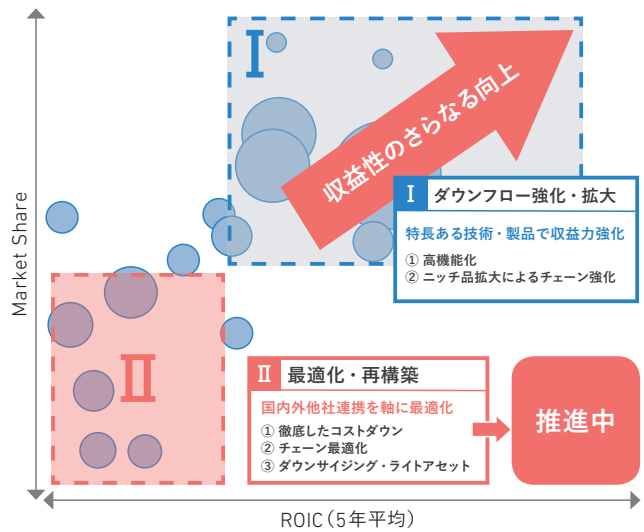 Market Share
Ⅰ
収益性のさらなる向上
Ⅰ ダウンフロー強化・拡大
特長ある技術・製品で収益力強化
① 高機能化
② ニッチ品拡大によるチェーン強化
Ⅱ
Ⅱ 最適化・再構築
国内外他社連携を軸に最適化
① 徹底したコストダウン
② チェーン最適化
③ ダウンサイジング・ライトアセット
推進中
ROIC（5年平均）